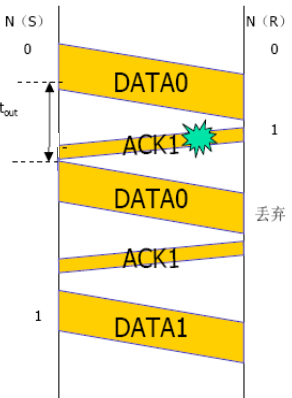 N（S）
N（R）
0
0
DATA0
tout
1
ACK1
DATA0
丢弃
ACK1
1
DATA1